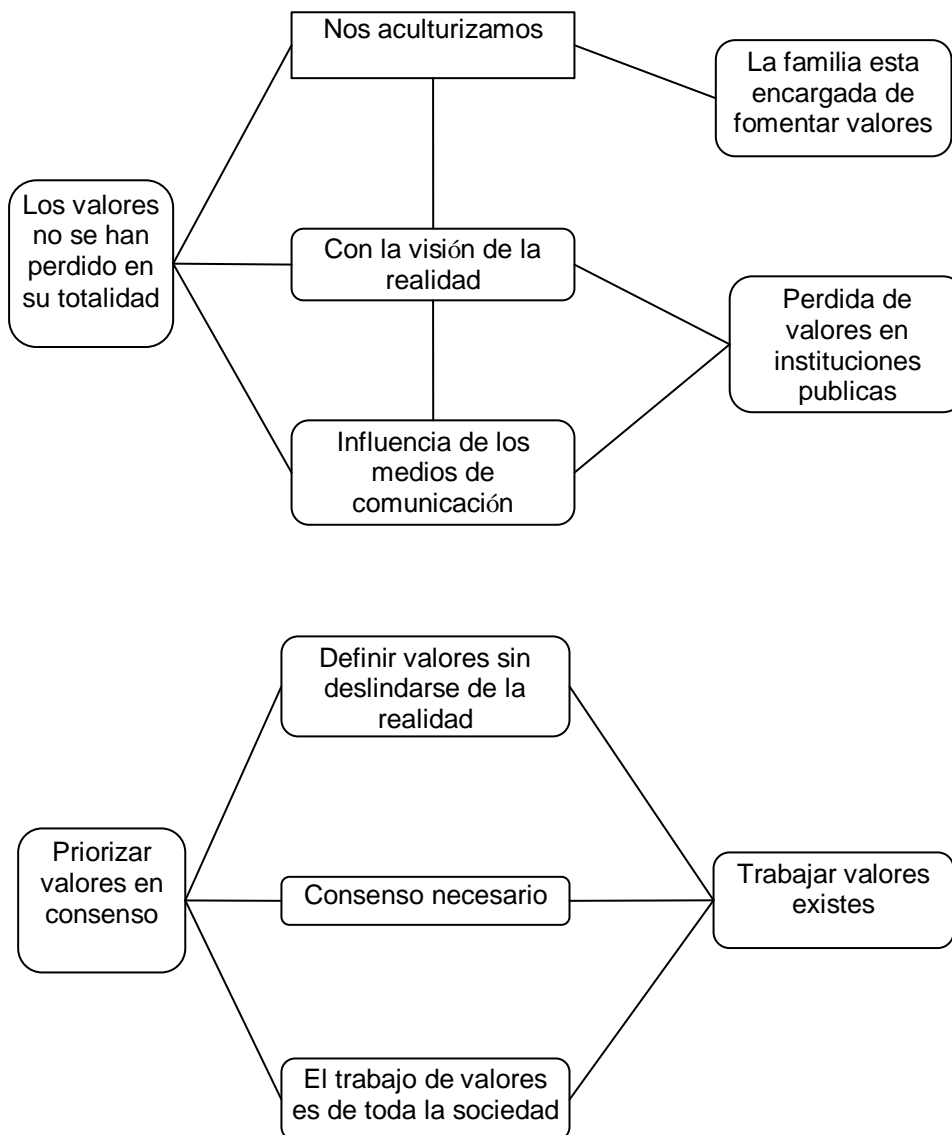 Nos aculturizamos
La familia esta
encargada de
fomentar valores
Los valores
no se han
perdido en
su totalidad
Con la visión de la
realidad
Perdida de
valores en
instituciones
publicas
Influencia de los
medios de
comunicación
Definir valores sin
deslindarse de la
realidad
Priorizar
valores en
consenso
Consenso necesario
Trabajar valores
existes
El trabajo de valores
es de toda la sociedad